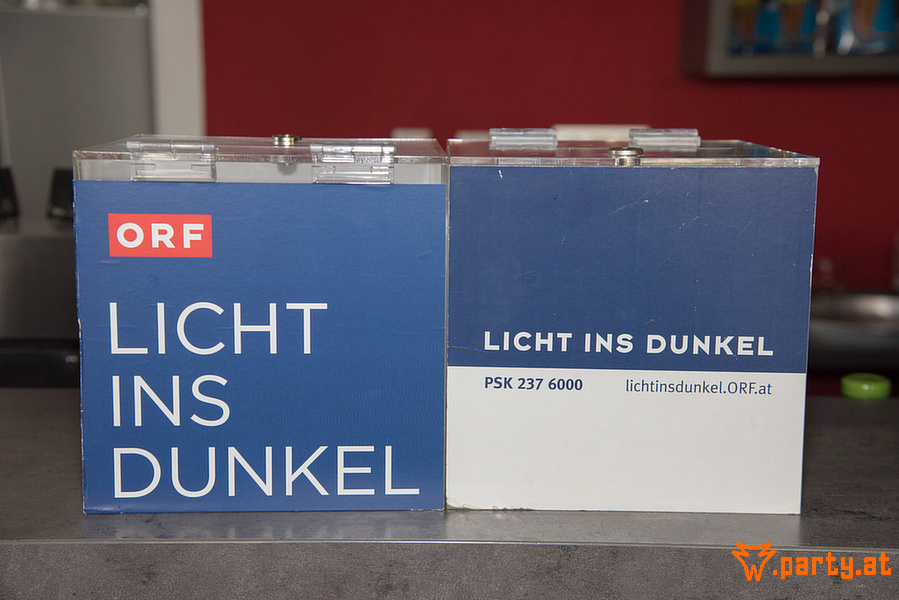 ORF
LICHT
INS
DUNKEL
LICHT INS DUNKEL
PSK 237 6000 lichtinsdunkel.ORF.at
w.party.at